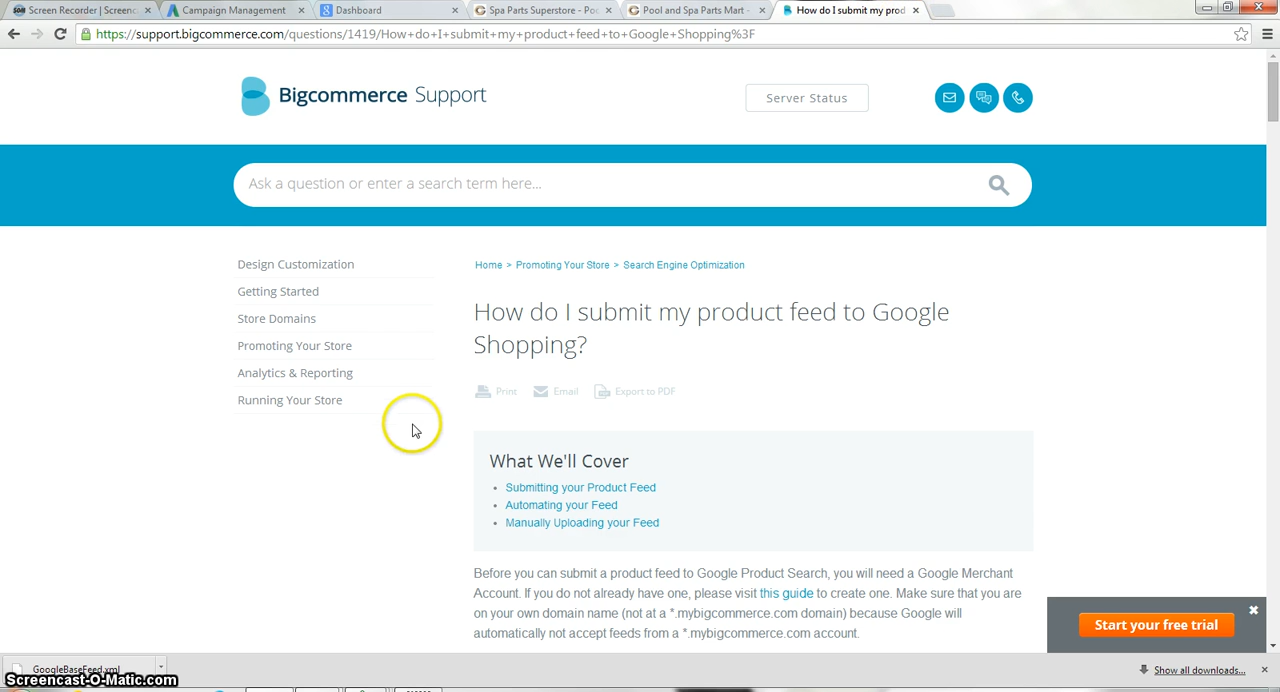 Screen Recorder | Screenc
Campaign Management
Dashboard
Spa Parts Superstore - Poo
Pool and Spa Parts Mart -
How do I submit my prod
https://support.bigcommerce.com/questions/1419/How+do+I+submit+my+product+feed+to+Google+Shopping%3F
Bigcommerce Support
Server Status
Ask a question or enter a search term here...
Design Customization
Getting Started
Store Domains
Promoting Your Store
Analytics & Reporting
Running Your Store
Home > Promoting Your Store > Search Engine Optimization
How do I submit my product feed to Google
Shopping?
Print Email Export to PDF
What We'll Cover
• Submitting your Product Feed
• Automating your Feed
• Manually Uploading your Feed
Before you can submit a product feed to Google Product Search, you will need a Google Merchant
Account. If you do not already have one, please visit this guide to create one. Make sure that you are
on your own domain name (not at a *.mybigcommerce.com domain) because Google will
automatically not accept feeds from a *.mybigcommerce.com account.
Start your free trial
GoogleBaseFeed.xml
Show all downloads...
Screencast-O-Matic.com